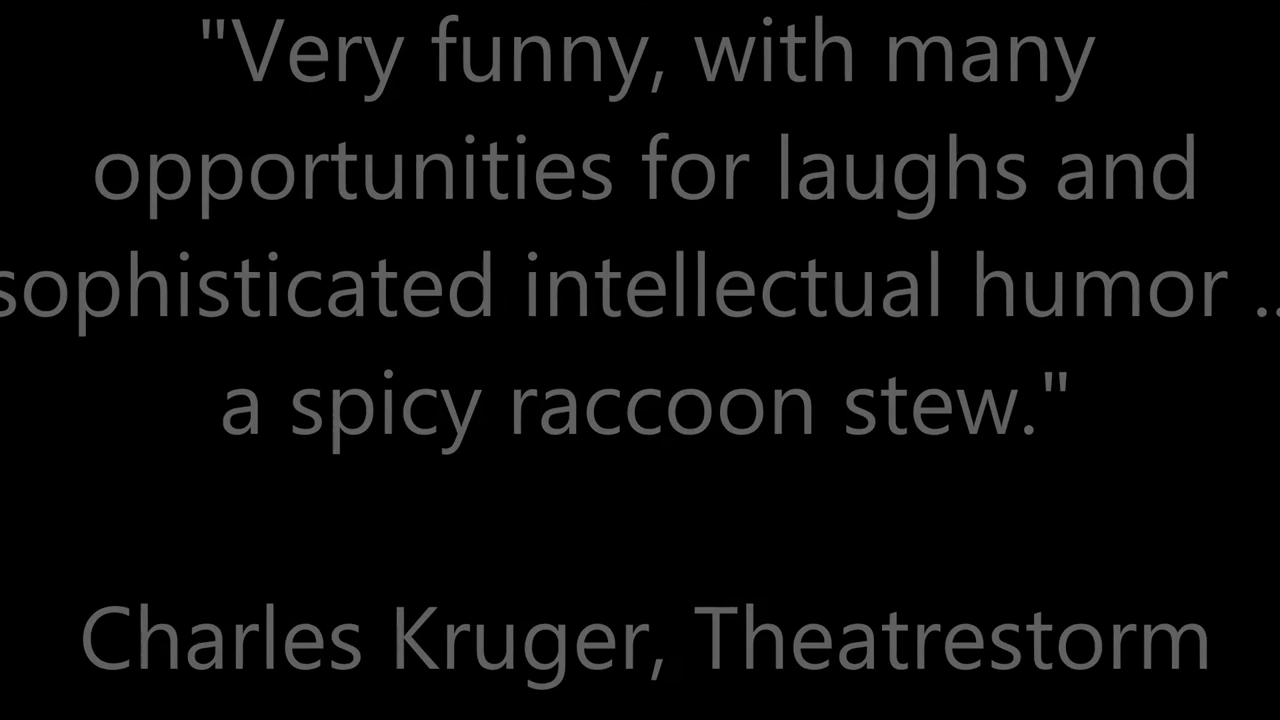 "Very funny, with many
opportunities for laughs and
sophisticated intellectual humor ..
a spicy raccoon stew."
Charles Kruger, Theatrestorm